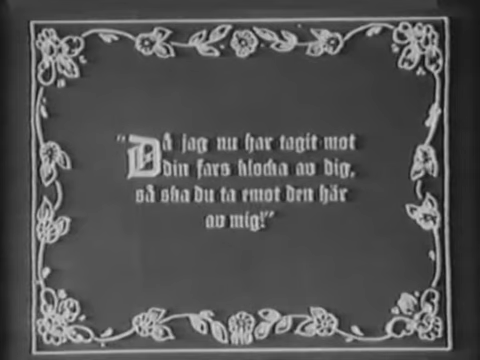 "Då jag nu har tagit mot
din fars klocka av dig,
så ska du ta emot den här
av mig!"